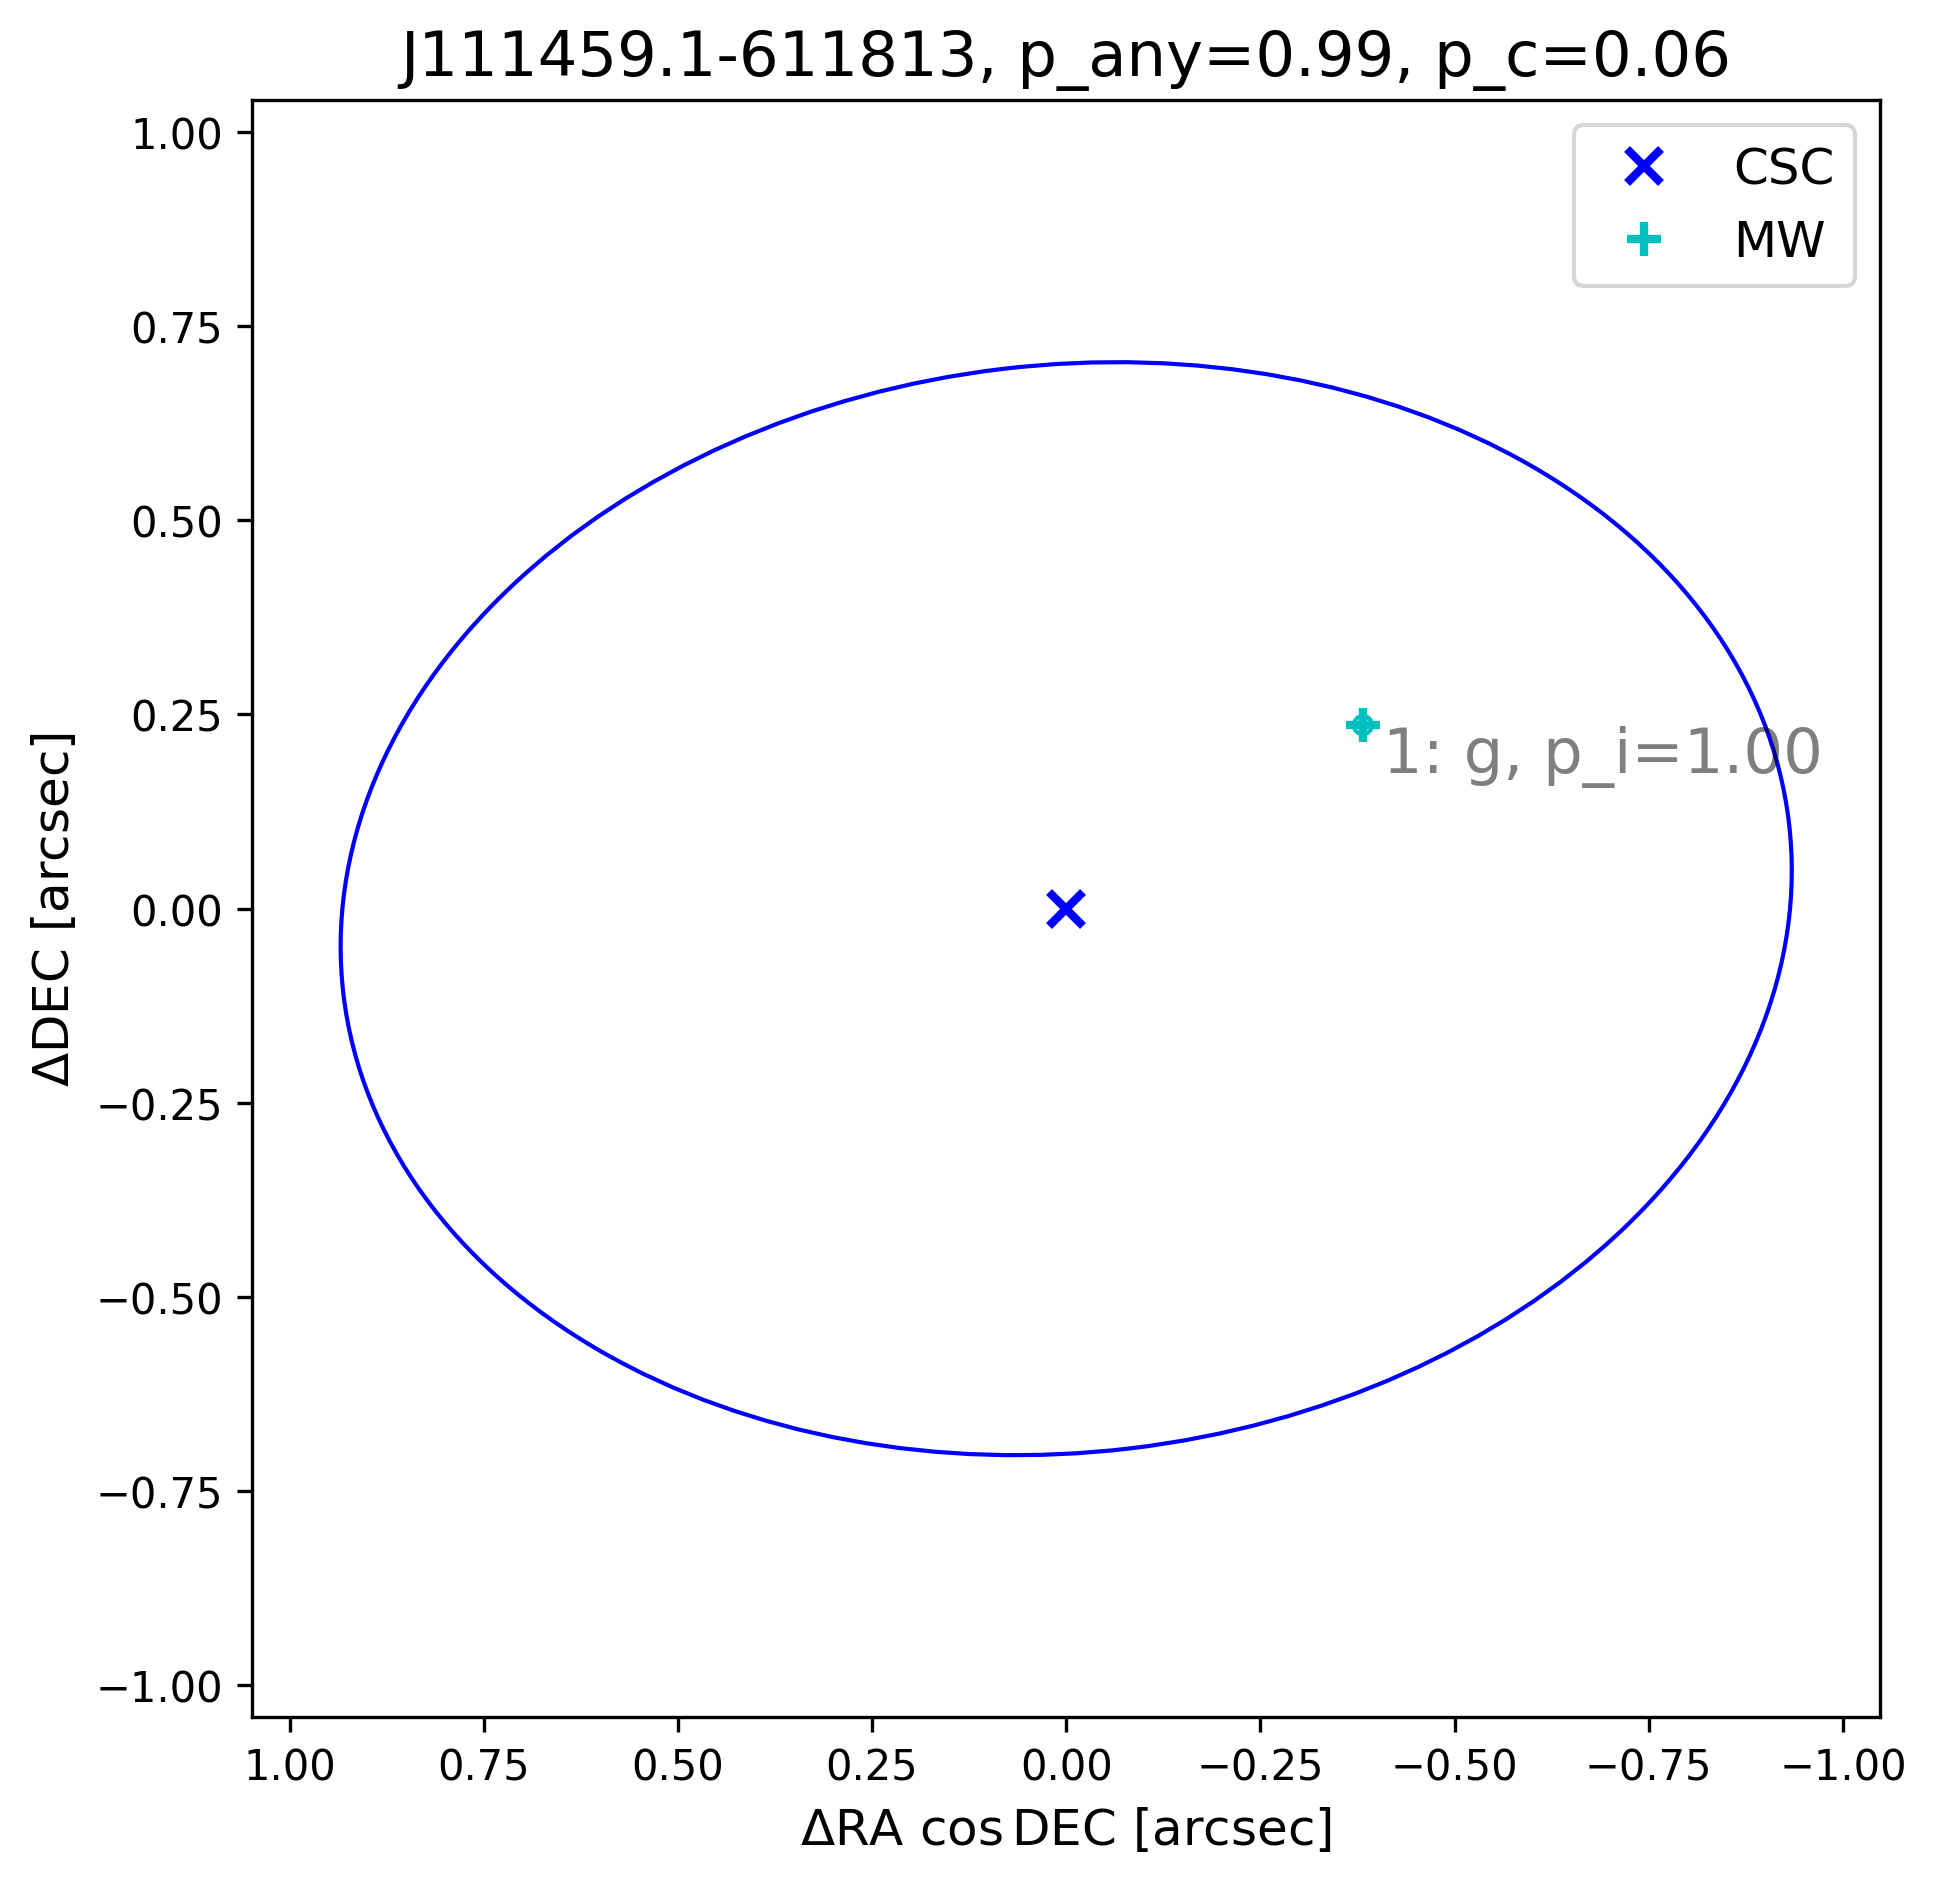 J111459.1-611813, p_any=0.99, p_c=0.06
CSC
MW
1: g, p_i=1.00
1.00
0.75
0.50
0.25
0.00
−0.25
−0.50
−0.75
−1.00
ΔDEC [arcsec]
1.00 0.75 0.50 0.25 0.00 −0.25 −0.50 −0.75 −1.00
ΔRA cos DEC [arcsec]